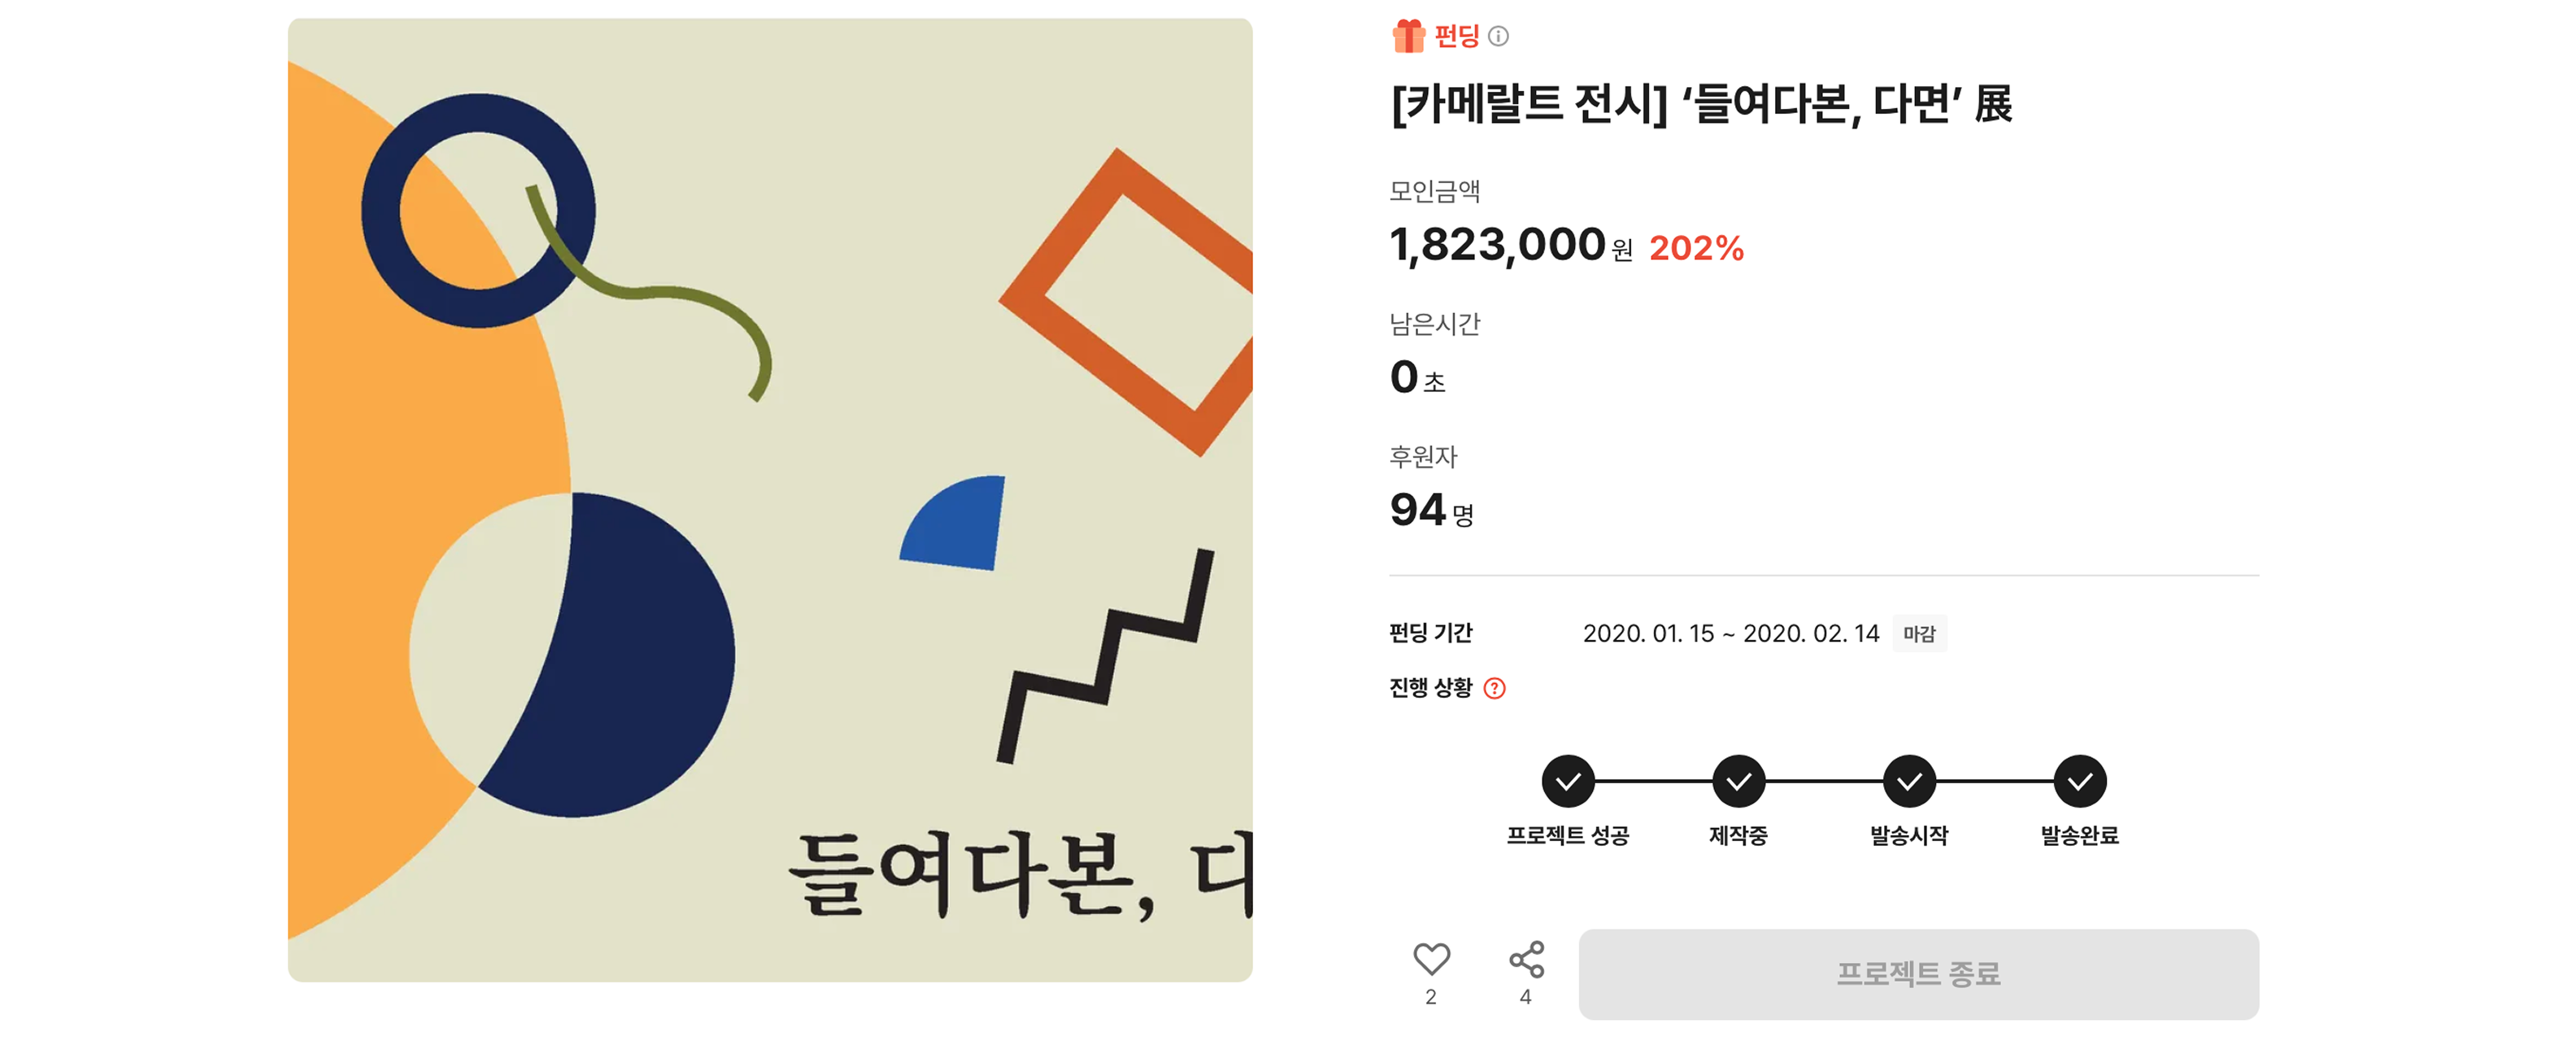 펀딩
[카메랄트 전시] ‘들여다본, 다면’ 展
모인금액
1,823,000원 202%
남은시간
0초
후원자
94명
펀딩 기간 2020. 01. 15 ~ 2020. 02. 14 마감
진행 상황 ?
프로젝트 성공 제작중 발송시작 발송완료
2 4 프로젝트 종료
들여다본, 다